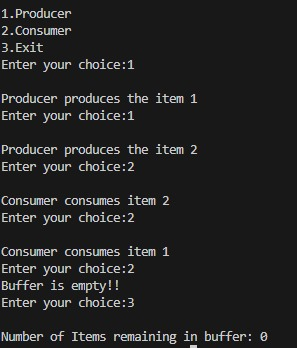 1.Producer
2.Consumer
3.Exit
Enter your choice:1
Producer produces the item 1
Enter your choice:1
Producer produces the item 2
Enter your choice:2
Consumer consumes item 2
Enter your choice:2
Consumer consumes item 1
Enter your choice:2
Buffer is empty!!
Enter your choice:3
Number of Items remaining in buffer: 0